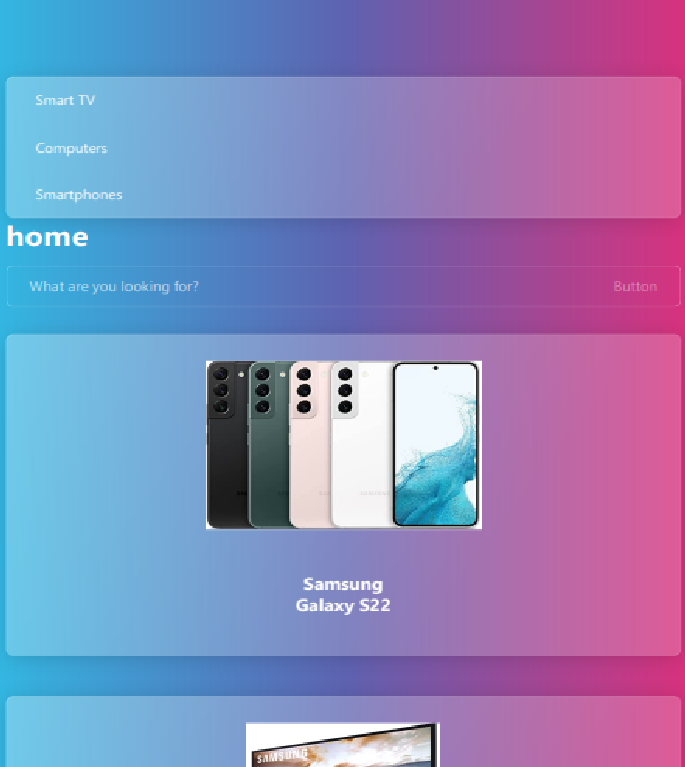 Smart TV
Computers
Smartphones
home
What are you looking for? Button
Samsung
Galaxy S22
SAMSUNG